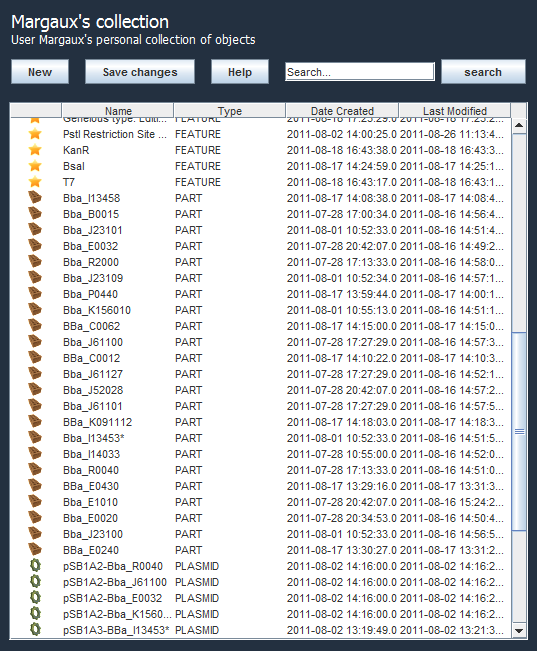 Margaux's collection
User Margaux's personal collection of objects
New Save changes Help Search... search
Name Type Date Created Last Modified
PstI Restriction Site ... FEATURE 2011-08-02 14:00:25.0 2011-08-26 11:13:4...
KanR FEATURE 2011-08-18 16:43:38.0 2011-08-18 16:43:3...
BsaI FEATURE 2011-08-17 14:24:59.0 2011-08-17 14:25:1...
T7 FEATURE 2011-08-18 16:43:17.0 2011-08-18 16:43:1...
Bba_I13458 PART 2011-08-17 14:08:38.0 2011-08-17 14:08:4...
Bba_B0015 PART 2011-07-28 17:00:34.0 2011-08-16 14:56:4...
Bba_J23101 PART 2011-08-01 10:52:33.0 2011-08-16 14:51:4...
Bba_E0032 PART 2011-07-28 20:42:07.0 2011-08-16 14:49:2...
Bba_R2000 PART 2011-07-28 17:13:33.0 2011-08-16 14:58:0...
Bba_J23109 PART 2011-08-01 10:52:34.0 2011-08-16 14:57:1...
Bba_P0440 PART 2011-08-17 13:59:44.0 2011-08-17 14:00:1...
Bba_K156010 PART 2011-08-01 10:55:13.0 2011-08-16 14:51:1...
BBa_C0062 PART 2011-08-17 14:15:00.0 2011-08-17 14:15:0...
Bba_J61100 PART 2011-07-28 17:27:29.0 2011-08-16 14:57:3...
BBa_C0012 PART 2011-08-17 14:10:22.0 2011-08-17 14:10:3...
Bba_J61127 PART 2011-07-28 17:27:29.0 2011-08-16 14:52:1...
Bba_J52028 PART 2011-07-28 20:42:07.0 2011-08-16 14:57:2...
Bba_J61101 PART 2011-07-28 17:27:29.0 2011-08-16 14:57:5...
BBa_K091112 PART 2011-08-17 14:18:03.0 2011-08-17 14:18:3...
Bba_I13453* PART 2011-08-01 10:52:33.0 2011-08-16 14:51:5...
Bba_I14033 PART 2011-07-28 10:55:00.0 2011-08-16 14:52:0...
Bba_R0040 PART 2011-07-28 17:13:33.0 2011-08-16 14:51:0...
BBa_E0430 PART 2011-08-17 13:29:16.0 2011-08-17 13:31:3...
Bba_E1010 PART 2011-07-28 20:42:07.0 2011-08-16 15:24:2...
Bba_E0020 PART 2011-07-28 20:34:53.0 2011-08-16 14:50:4...
Bba_J23100 PART 2011-08-01 10:52:33.0 2011-08-16 14:56:5...
BBa_E0240 PART 2011-08-17 13:30:27.0 2011-08-17 13:31:2...
pSB1A2-Bba_R0040 PLASMID 2011-08-02 14:16:00.0 2011-08-02 14:16:2...
pSB1A2-Bba_J61100 PLASMID 2011-08-02 14:16:00.0 2011-08-02 14:16:2...
pSB1A2-Bba_E0032 PLASMID 2011-08-02 14:16:00.0 2011-08-02 14:16:2...
pSB1A2-Bba_K1560... PLASMID 2011-08-02 14:16:00.0 2011-08-02 14:16:2...
pSB1A3-BBa_I13453* PLASMID 2011-08-02 13:19:49.0 2011-08-02 13:21:3...